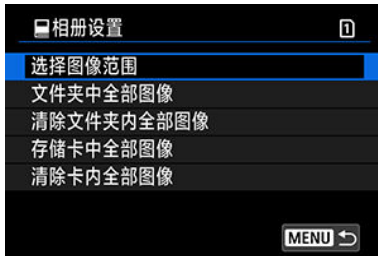 相册设置 1
选择图像范围
文件夹中全部图像
清除文件夹内全部图像
存储卡中全部图像
清除卡内全部图像
MENU